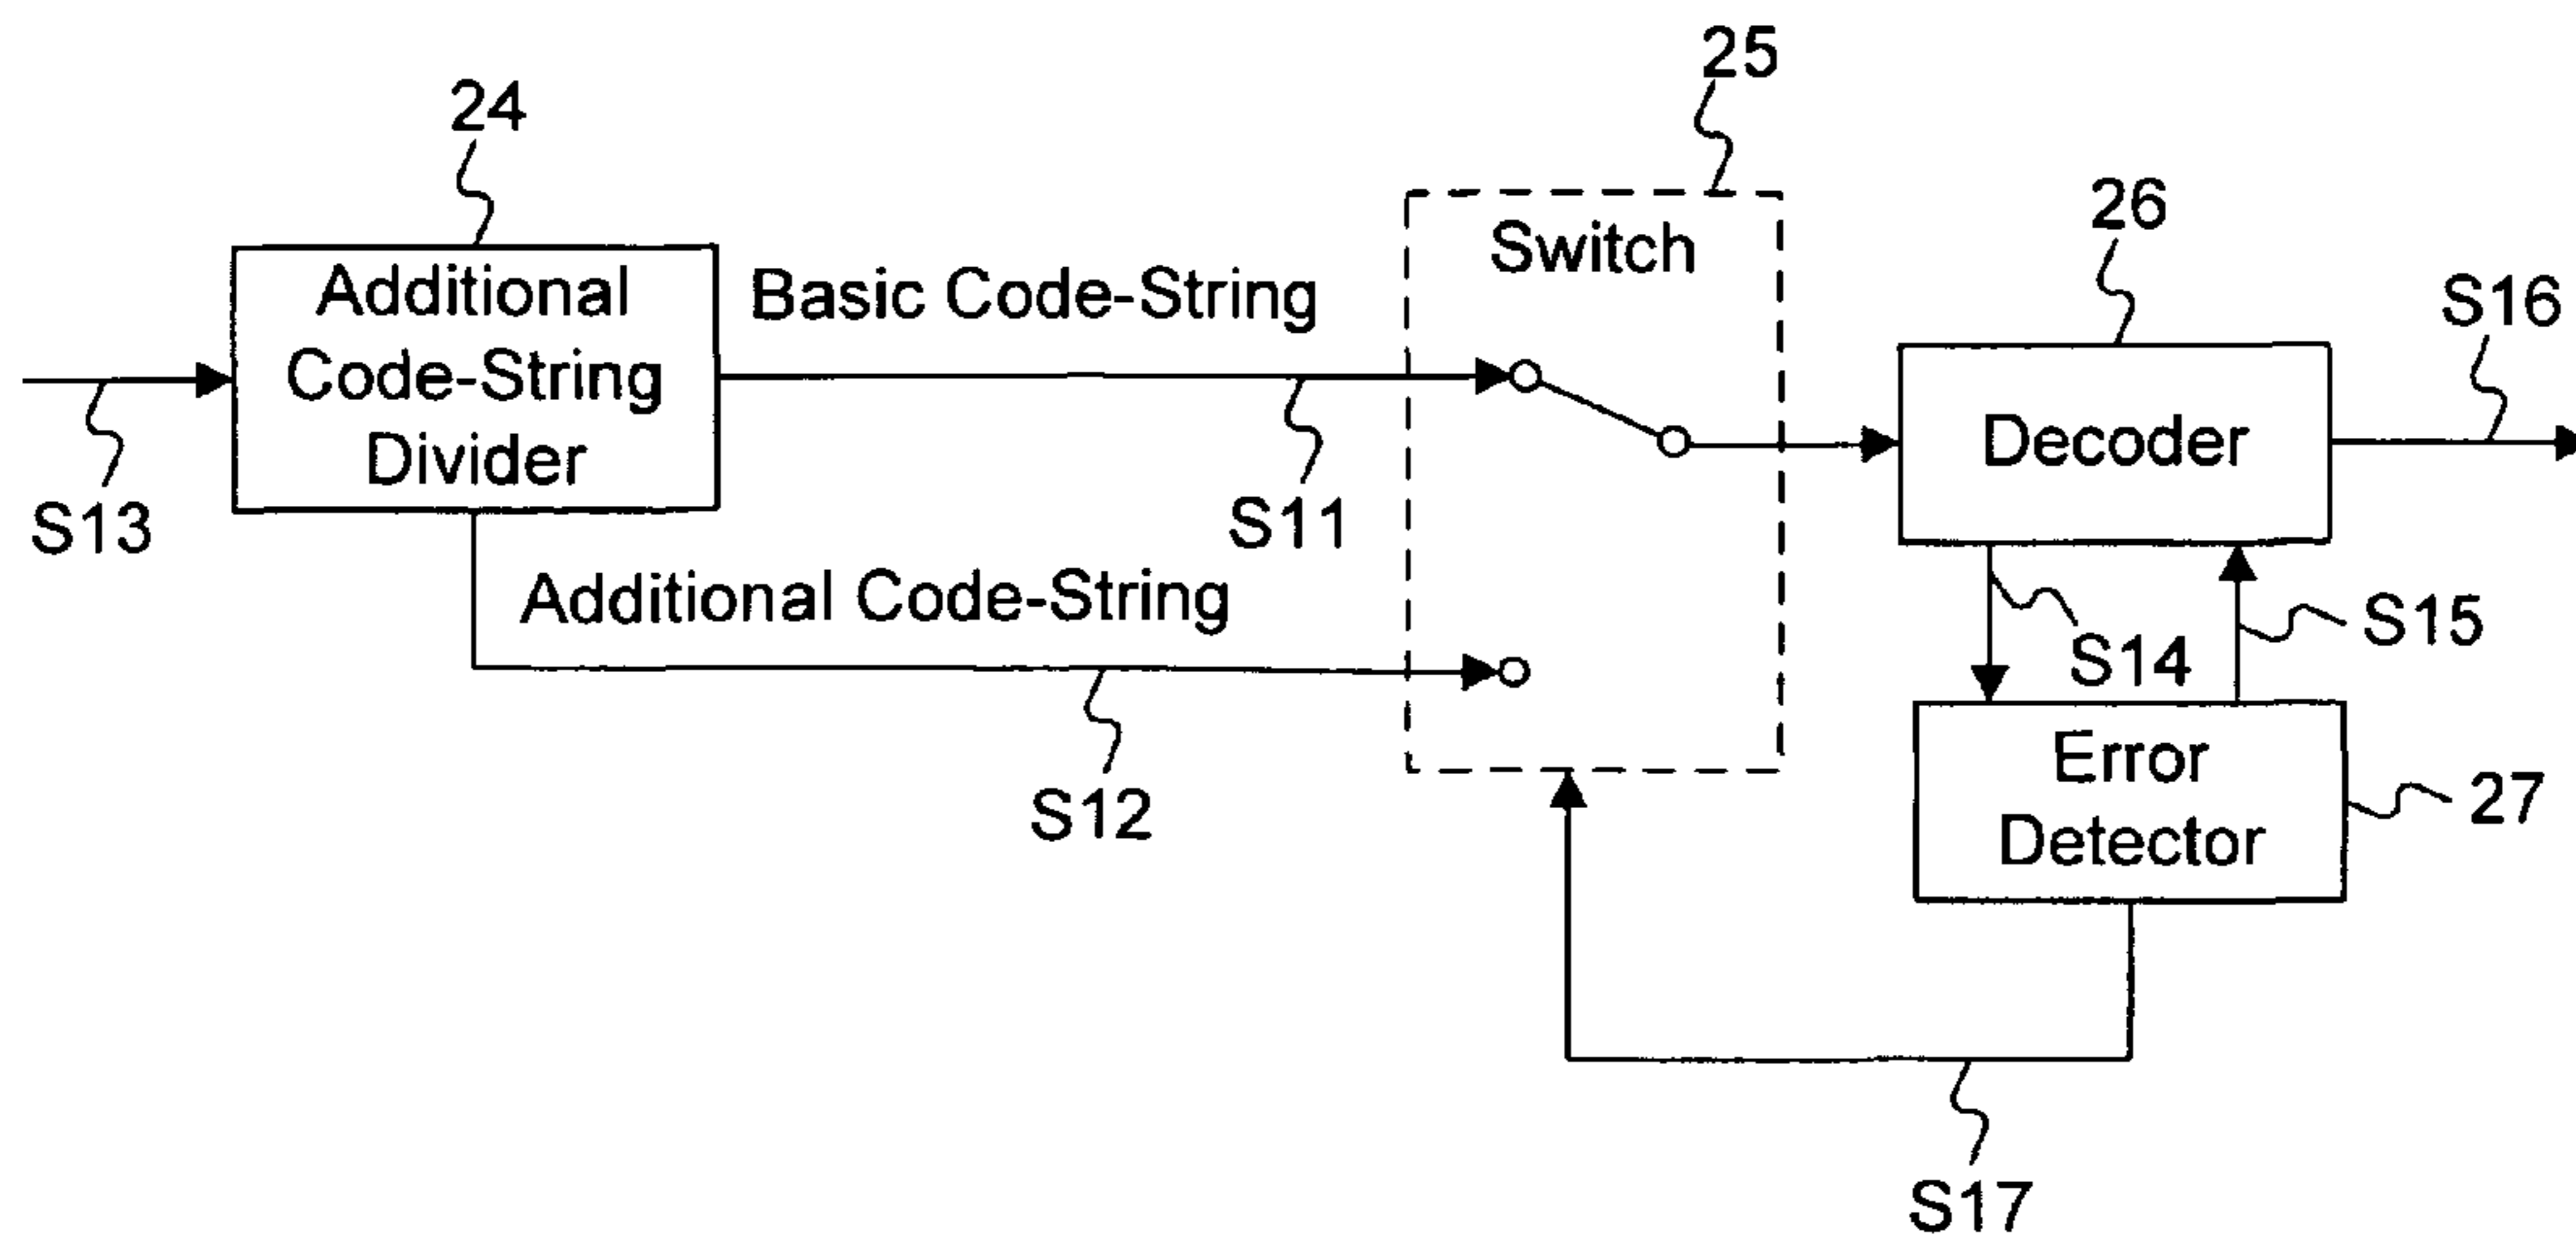 25
24
26
Switch
Additional
Code-String
Divider
Basic Code-String
S16
Decoder
S13
S11
Additional Code-String
S14
S15
S12
Error
Detector
27
S17